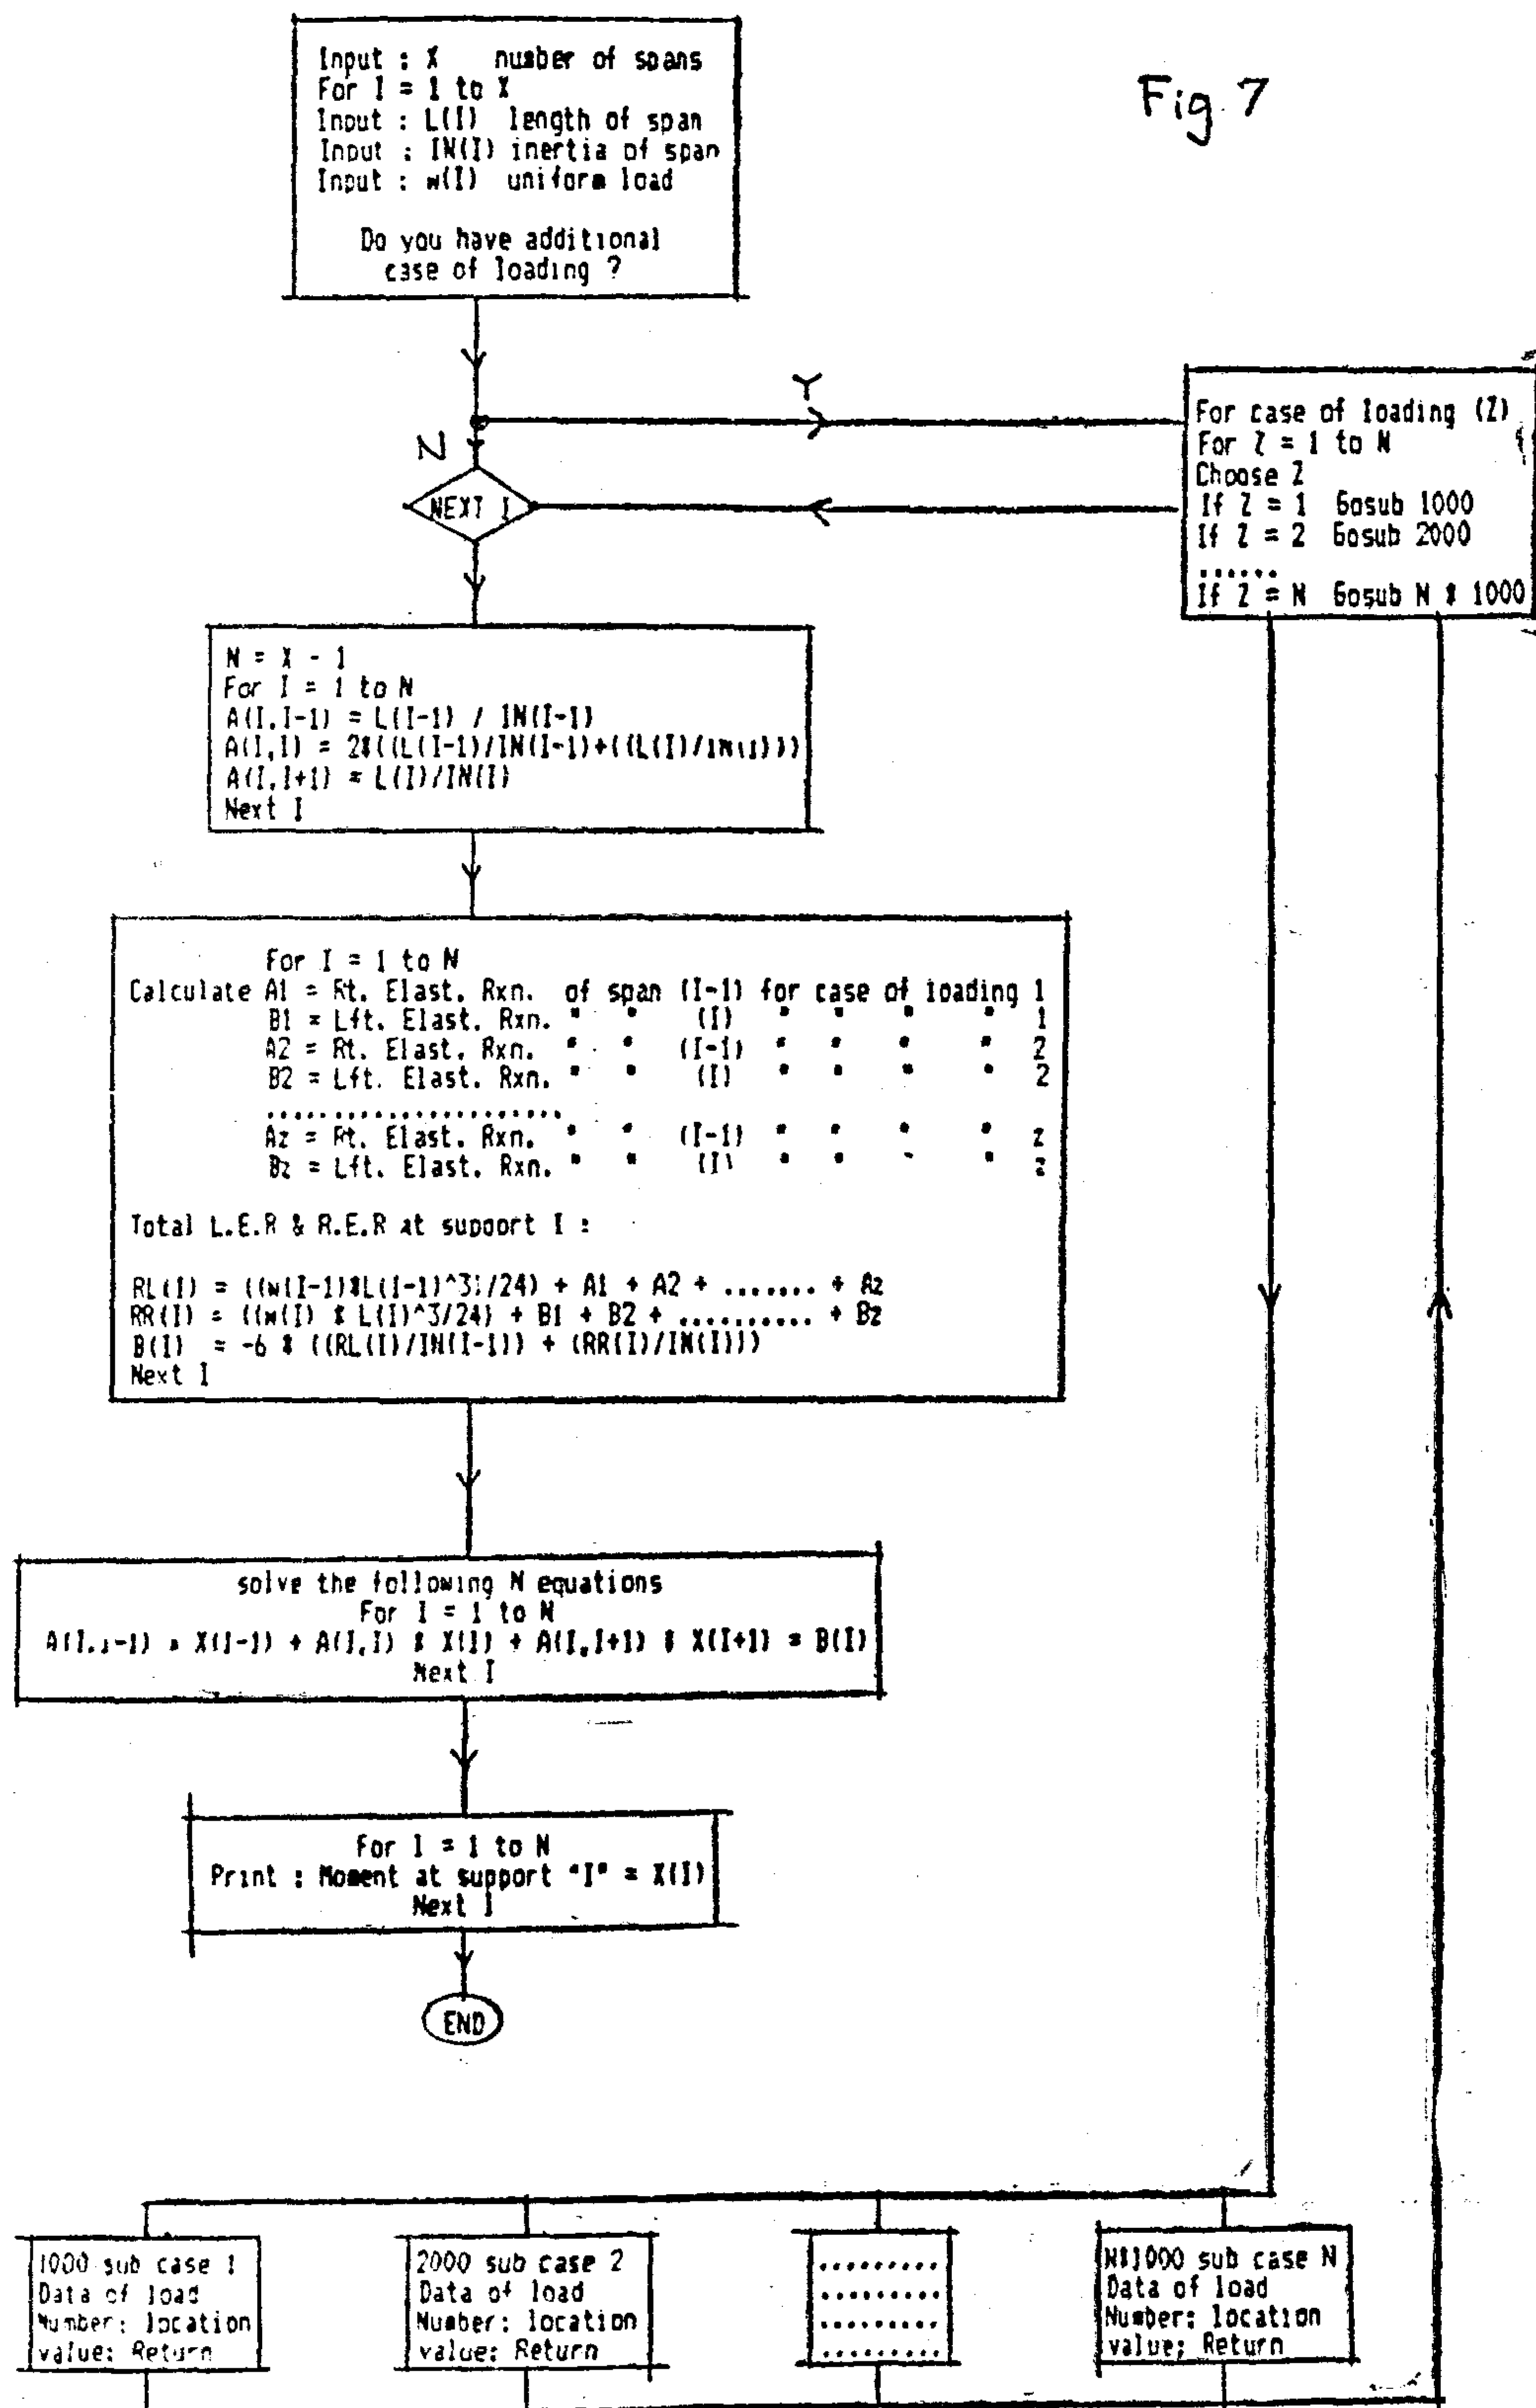 Fig 7
Input : X number of spans
For I = 1 to X
Input : L(I) length of span
Input : IN(I) inertia of span
Input : w(I) uniform load
Do you have additional
case of loading ?
Y
N
NEXT I
For case of loading (Z)
For Z = 1 to N
Choose Z
If Z = 1 Gosub 1000
If Z = 2 Gosub 2000
......
If Z = N Gosub N * 1000
N = X - 1
For I = 1 to N
A(I,I-1) = L(I-1) / IN(I-1)
A(I,I) = 2*((L(I-1)/IN(I-1)+((L(I)/IN(I)))
A(I,I+1) = L(I)/IN(I)
Next I
For I = 1 to N
Calculate A1 = Rt. Elast. Rxn. of span (I-1) for case of loading 1
B1 = Lft. Elast. Rxn. " " (I) " " " " 1
A2 = Rt. Elast. Rxn. " " (I-1) " " " " 2
B2 = Lft. Elast. Rxn. " " (I) " " " " 2
......................
Az = Rt. Elast. Rxn. " " (I-1) " " " " z
Bz = Lft. Elast. Rxn. " " (I) " " " " z
Total L.E.R & R.E.R at support I :
RL(I) = ((w(I-1)*L(I-1)^3)/24) + A1 + A2 + ....... + Az
RR(I) = ((w(I) * L(I)^3/24) + B1 + B2 + .......... + Bz
B(I) = -6 * ((RL(I)/IN(I-1)) + (RR(I)/IN(I)))
Next I
solve the following N equations
For I = 1 to N
A(I,I-1) * X(I-1) + A(I,I) * X(I) + A(I,I+1) * X(I+1) = B(I)
Next I
For I = 1 to N
Print : Moment at support "I" = X(I)
Next I
END
1000 sub case 1
Data of load
Number: location
value: Return
2000 sub case 2
Data of load
Number: location
value: Return
.........
.........
.........
.........
N*1000 sub case N
Data of load
Number: location
value; Return